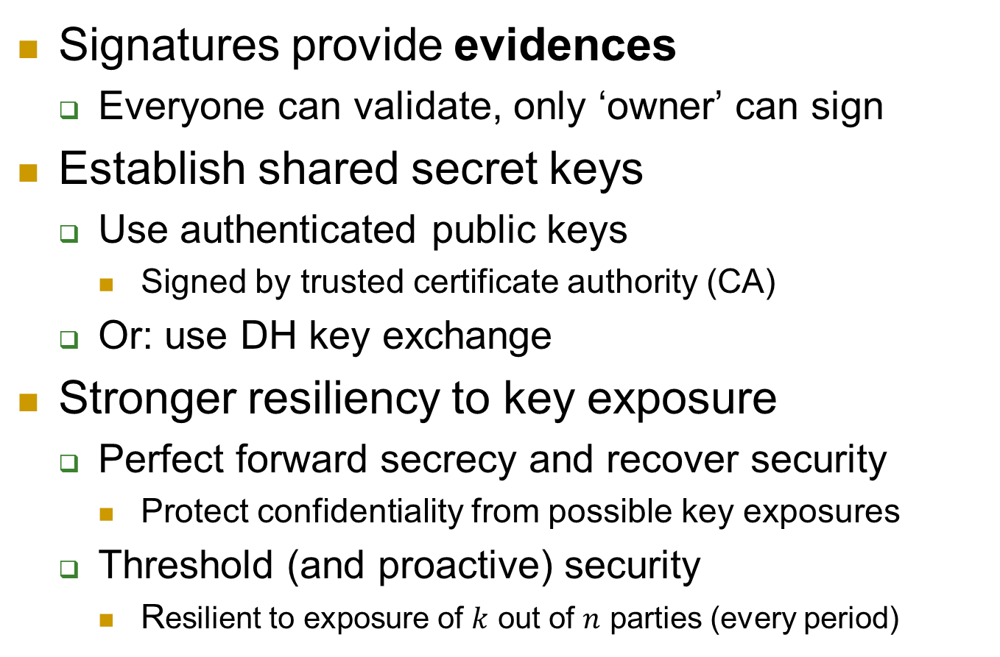 Signatures provide evidences
Everyone can validate, only ‘owner’ can sign
Establish shared secret keys
Use authenticated public keys
Signed by trusted certificate authority (CA)
Or: use DH key exchange
Stronger resiliency to key exposure
Perfect forward secrecy and recover security
Protect confidentiality from possible key exposures
Threshold (and proactive) security
Resilient to exposure of k out of n parties (every period)